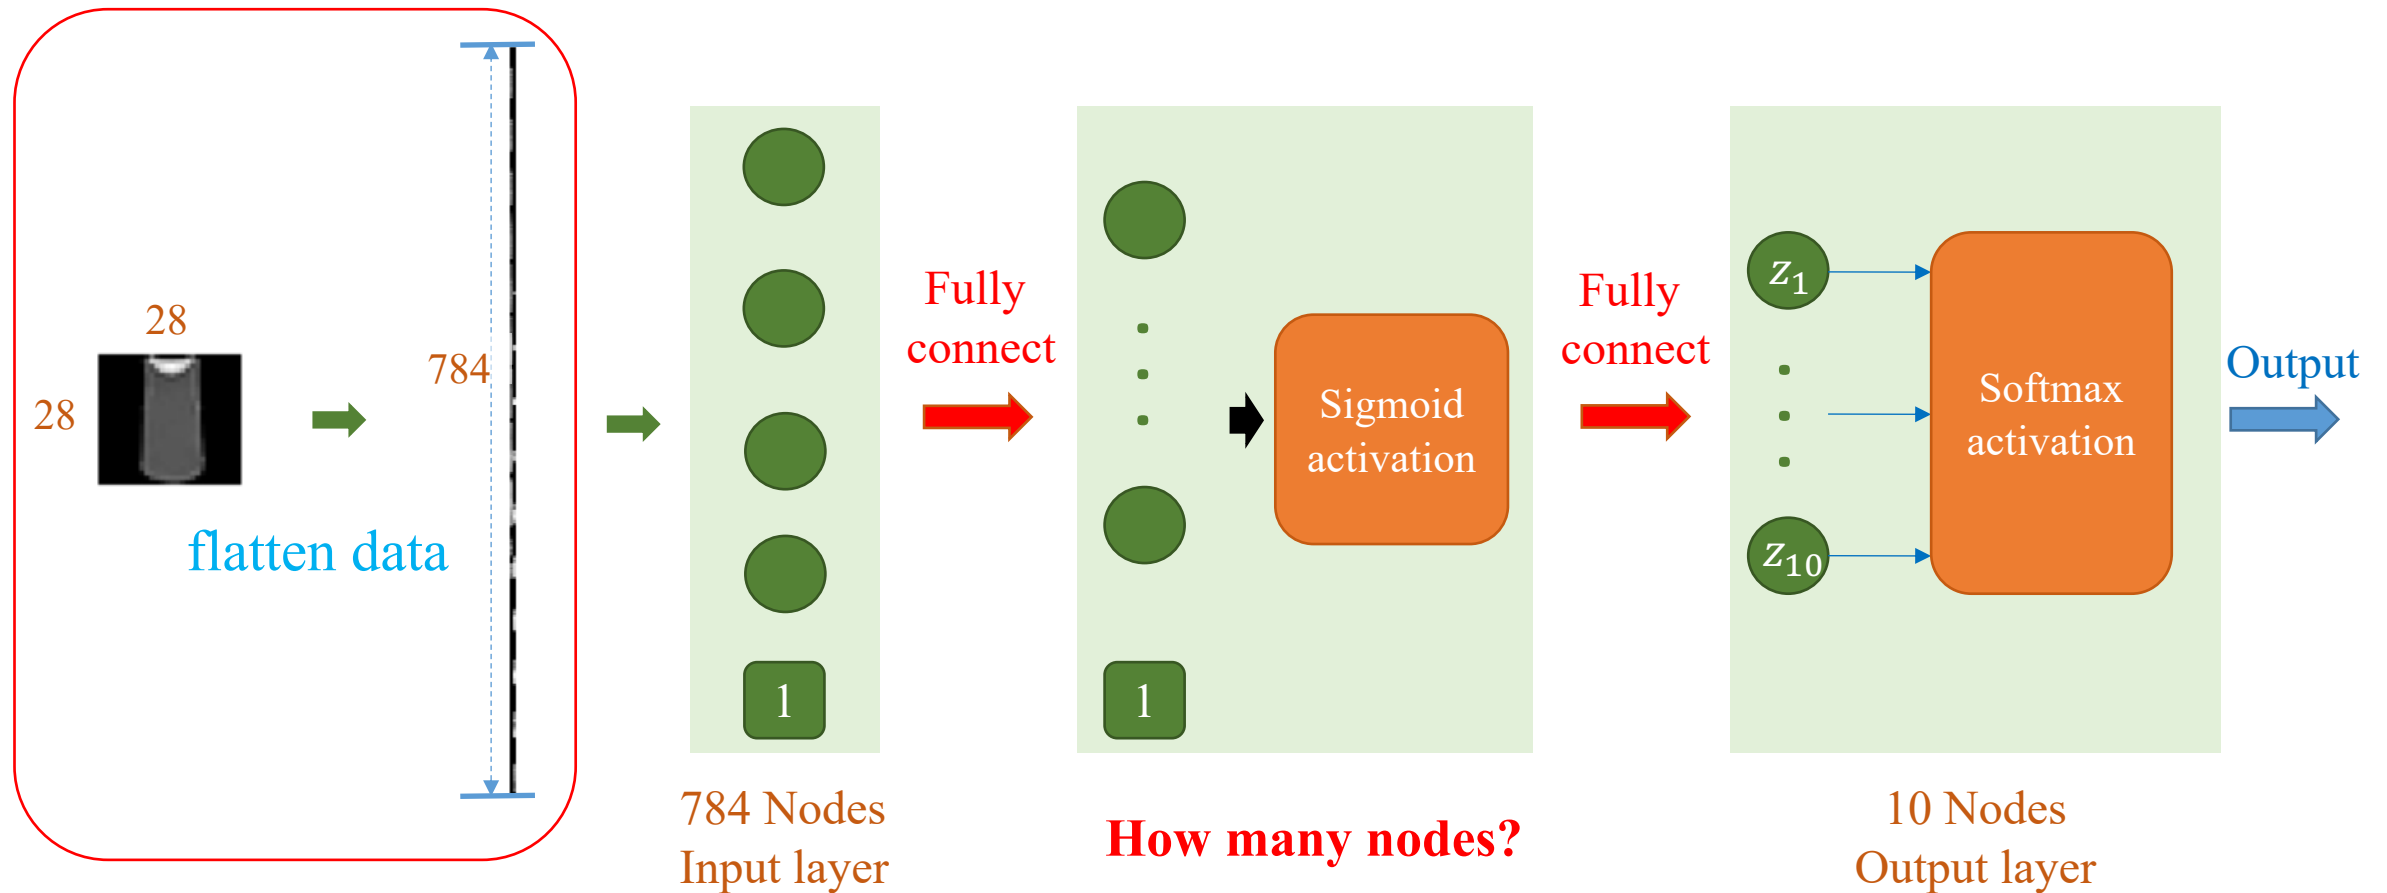 28
28
784
flatten data
1
784 Nodes
Input layer
Fully
connect
1
Sigmoid
activation
How many nodes?
Fully
connect
z₁
z₁₀
Softmax
activation
10 Nodes
Output layer
Output